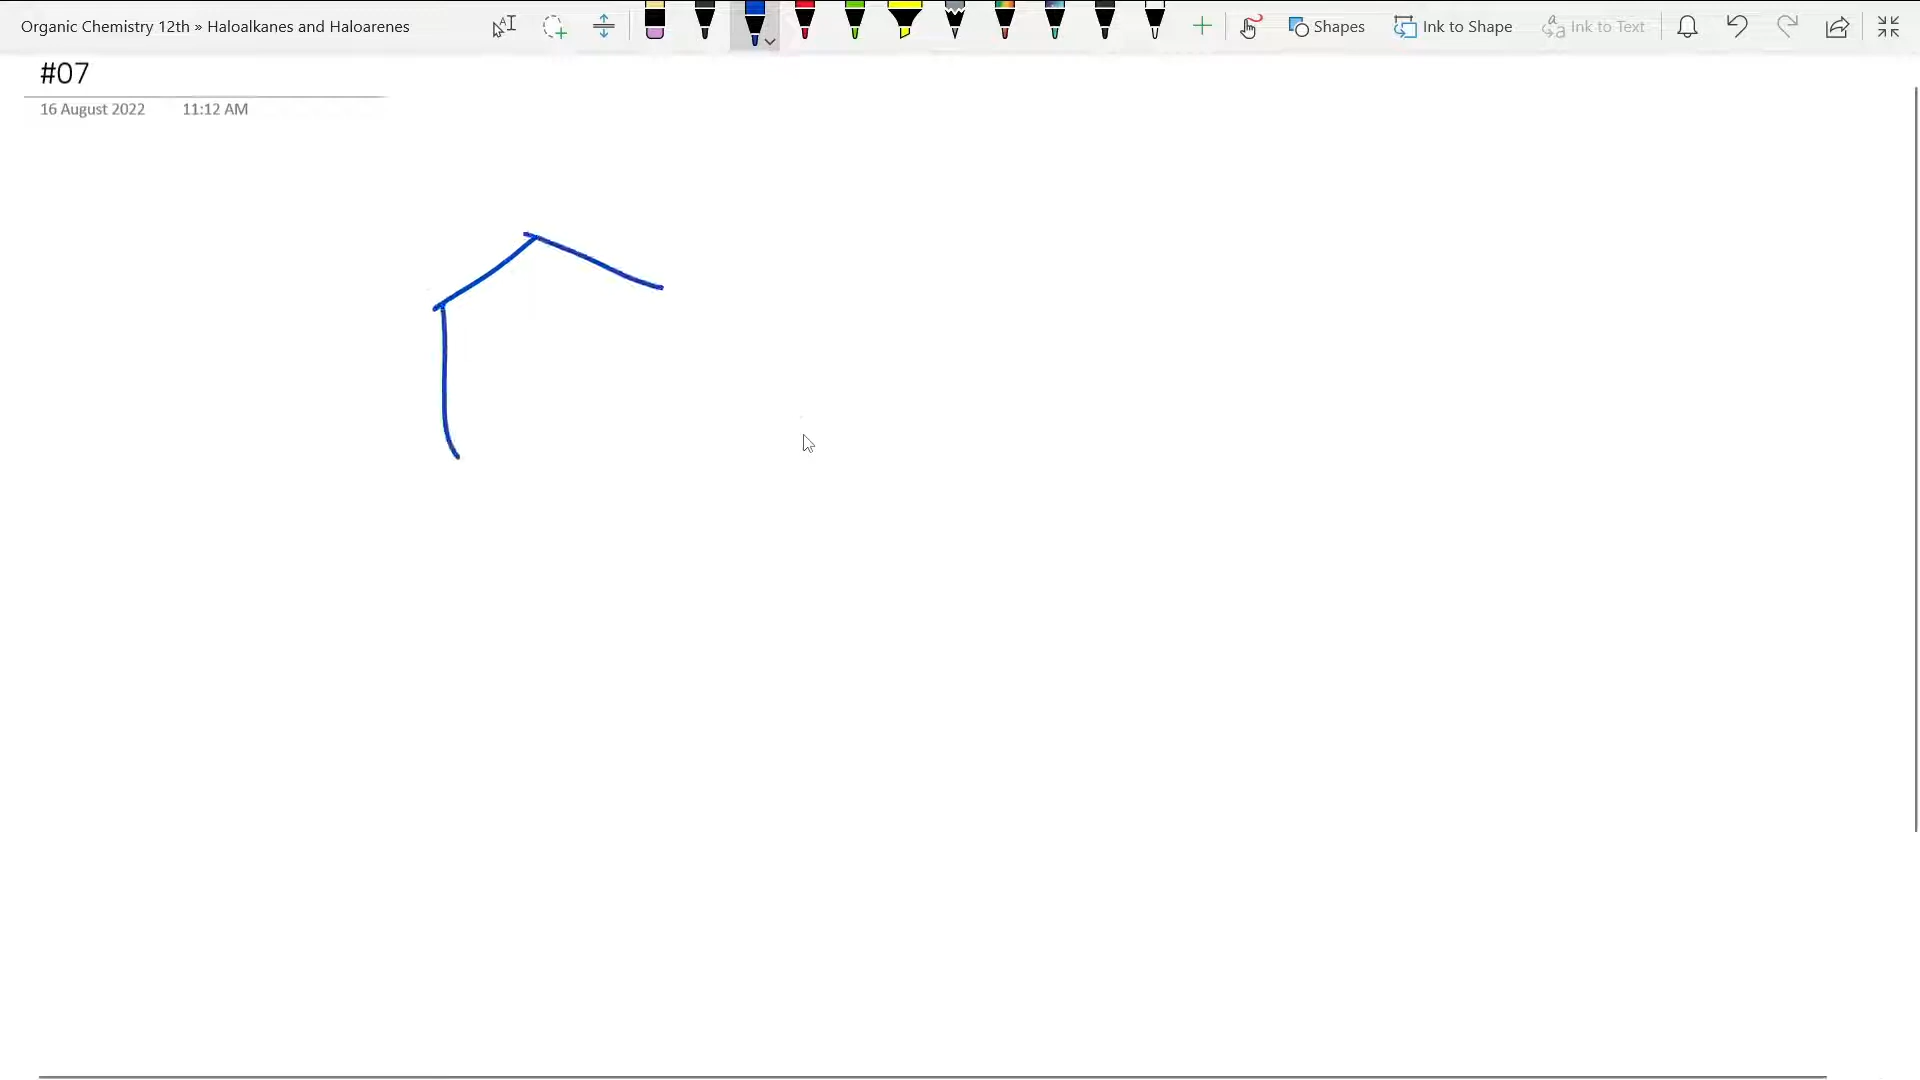 Organic Chemistry 12th » Haloalkanes and Haloarenes
Shapes
Ink to Shape
Ink to Text
#07
16 August 2022 11:12 AM